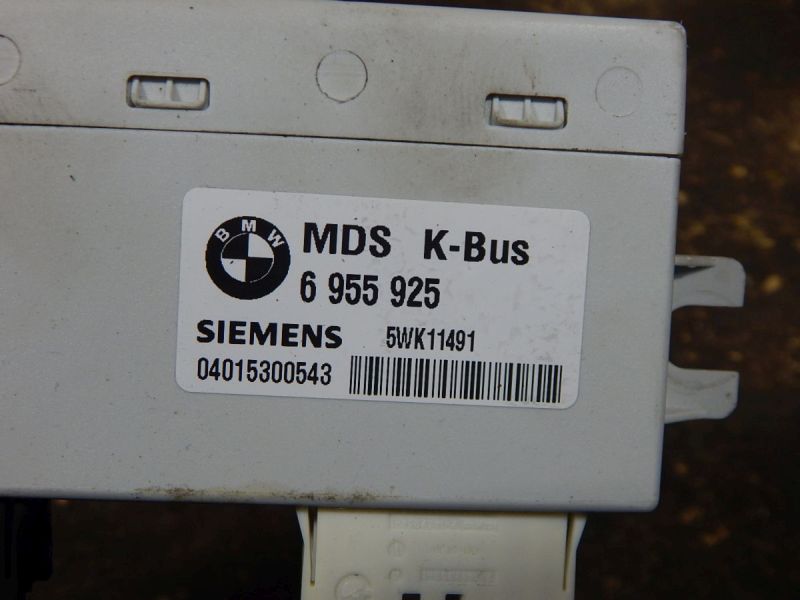 BMW
MDS K-Bus
6 955 925
SIEMENS 5WK11491
04015300543